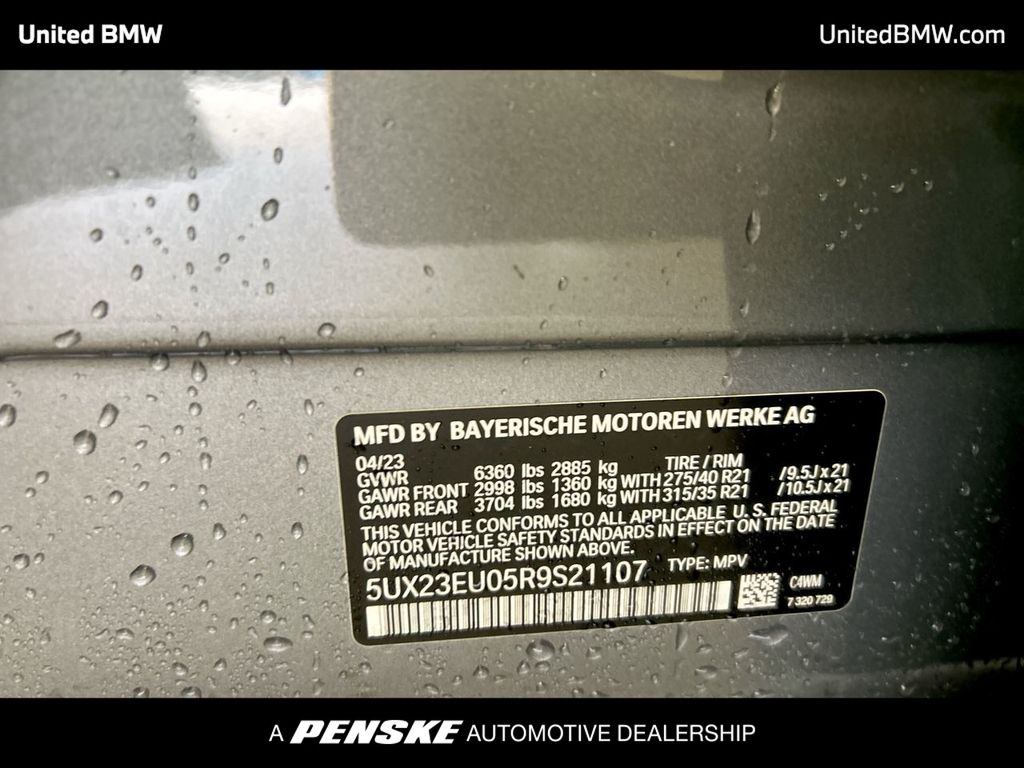 United BMW
UnitedBMW.com
MFD BY BAYERISCHE MOTOREN WERKE AG
04/23
TIRE / RIM
GVWR 6360 lbs 2885 kg
GAWR FRONT 2998 lbs 1360 kg WITH 275/40 R21 /9.5J x 21
GAWR REAR 3704 lbs 1680 kg WITH 315/35 R21 /10.5J x 21
THIS VEHICLE CONFORMS TO ALL APPLICABLE U. S. FEDERAL
MOTOR VEHICLE SAFETY STANDARDS IN EFFECT ON THE DATE
OF MANUFACTURE SHOWN ABOVE.
5UX23EU05R9S21107 TYPE: MPV
C4WM
7 320 729
A PENSKE AUTOMOTIVE DEALERSHIP